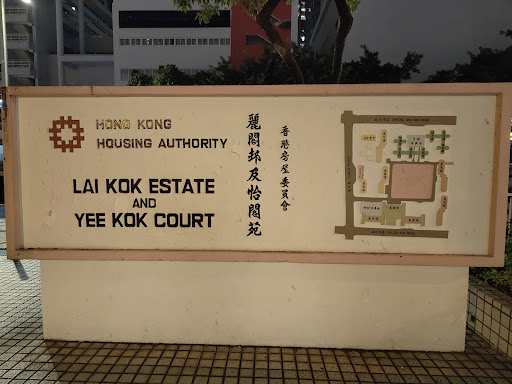 HONG KONG
HOUSING AUTHORITY
LAI KOK ESTATE
AND
YEE KOK COURT
麗閣邨及怡閣苑
香港房屋委員會